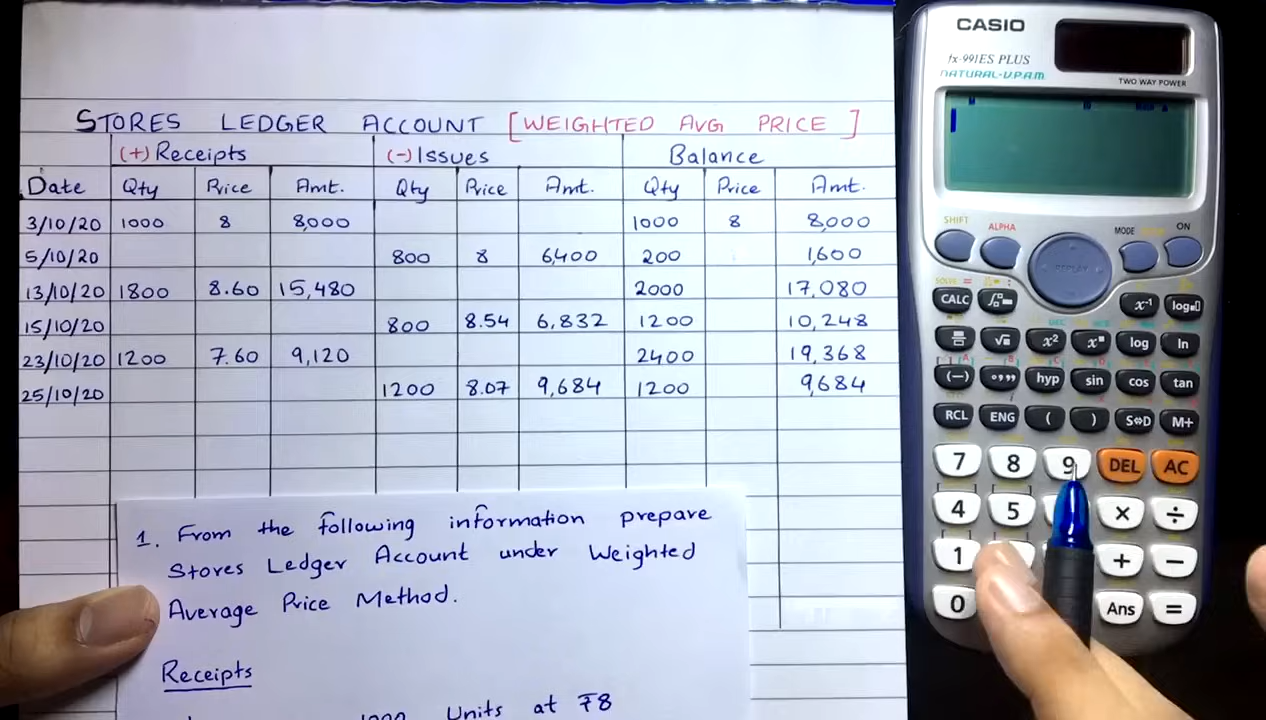 STORES LEDGER ACCOUNT [WEIGHTED AVG PRICE]
(+) Receipts (-) Issues Balance
Date Qty Price Amt. Qty Price Amt. Qty Price Amt.
3/10/20 1000 8 8,000 1000 8 8,000
5/10/20 800 8 6,400 200 1,600
13/10/20 1800 8.60 15,480 2000 17,080
15/10/20 800 8.54 6,832 1200 10,248
23/10/20 1200 7.60 9,120 2400 19,368
25/10/20 1200 8.07 9,684 1200 9,684
1. From the following information prepare
Stores Ledger Account under Weighted
Average Price Method.
Receipts
Units at ₹8
CASIO
fx-991ES PLUS
NATURAL-V.P.A.M.
TWO WAY POWER
SHIFT ALPHA MODE ON
REPLAY
CALC x⁻¹ log
x² log ln
(−) hyp sin cos tan
RCL ENG ( ) S⇔D M+
7 8 9 DEL AC
4 5 × ÷
1 + −
0 Ans =